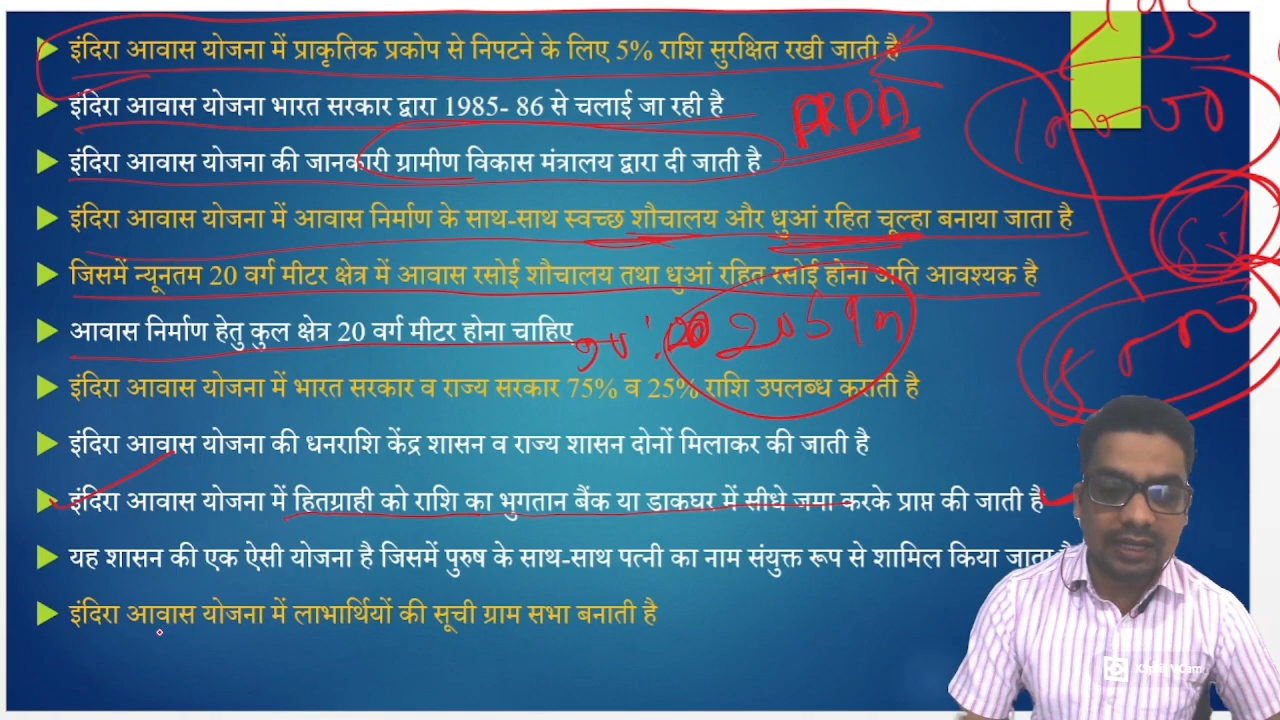 इंदिरा आवास योजना में प्राकृतिक प्रकोप से निपटने के लिए 5% राशि सुरक्षित रखी जाती है
इंदिरा आवास योजना भारत सरकार द्वारा 1985- 86 से चलाई जा रही है
इंदिरा आवास योजना की जानकारी ग्रामीण विकास मंत्रालय द्वारा दी जाती है
इंदिरा आवास योजना में आवास निर्माण के साथ-साथ स्वच्छ शौचालय और धुआं रहित चूल्हा बनाया जाता है
जिसमें न्यूनतम 20 वर्ग मीटर क्षेत्र में आवास रसोई शौचालय तथा धुआं रहित रसोई होना अति आवश्यक है
आवास निर्माण हेतु कुल क्षेत्र 20 वर्ग मीटर होना चाहिए
इंदिरा आवास योजना में भारत सरकार व राज्य सरकार 75% व 25% राशि उपलब्ध कराती है
इंदिरा आवास योजना की धनराशि केंद्र शासन व राज्य शासन दोनों मिलाकर की जाती है
इंदिरा आवास योजना में हितग्राही को राशि का भुगतान बैंक या डाकघर में सीधे जमा करके प्राप्त की जाती है
यह शासन की एक ऐसी योजना है जिसमें पुरुष के साथ-साथ पत्नी का नाम संयुक्त रूप से शामिल किया जाता
इंदिरा आवास योजना में लाभार्थियों की सूची ग्राम सभा बनाती है